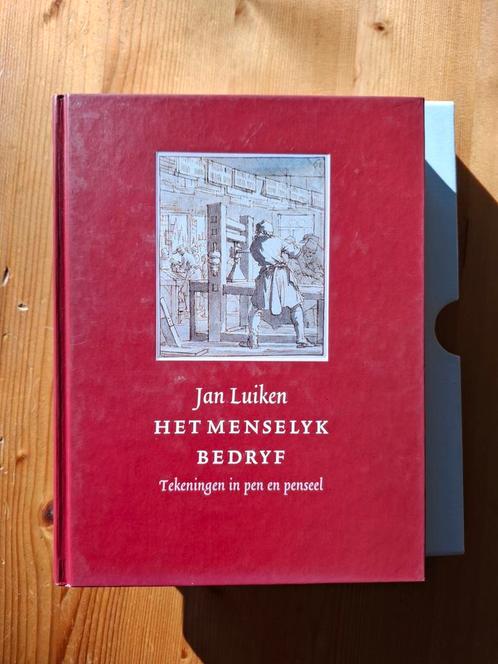 Jan Luiken
HET MENSELYK
BEDRYF
Tekeningen in pen en penseel